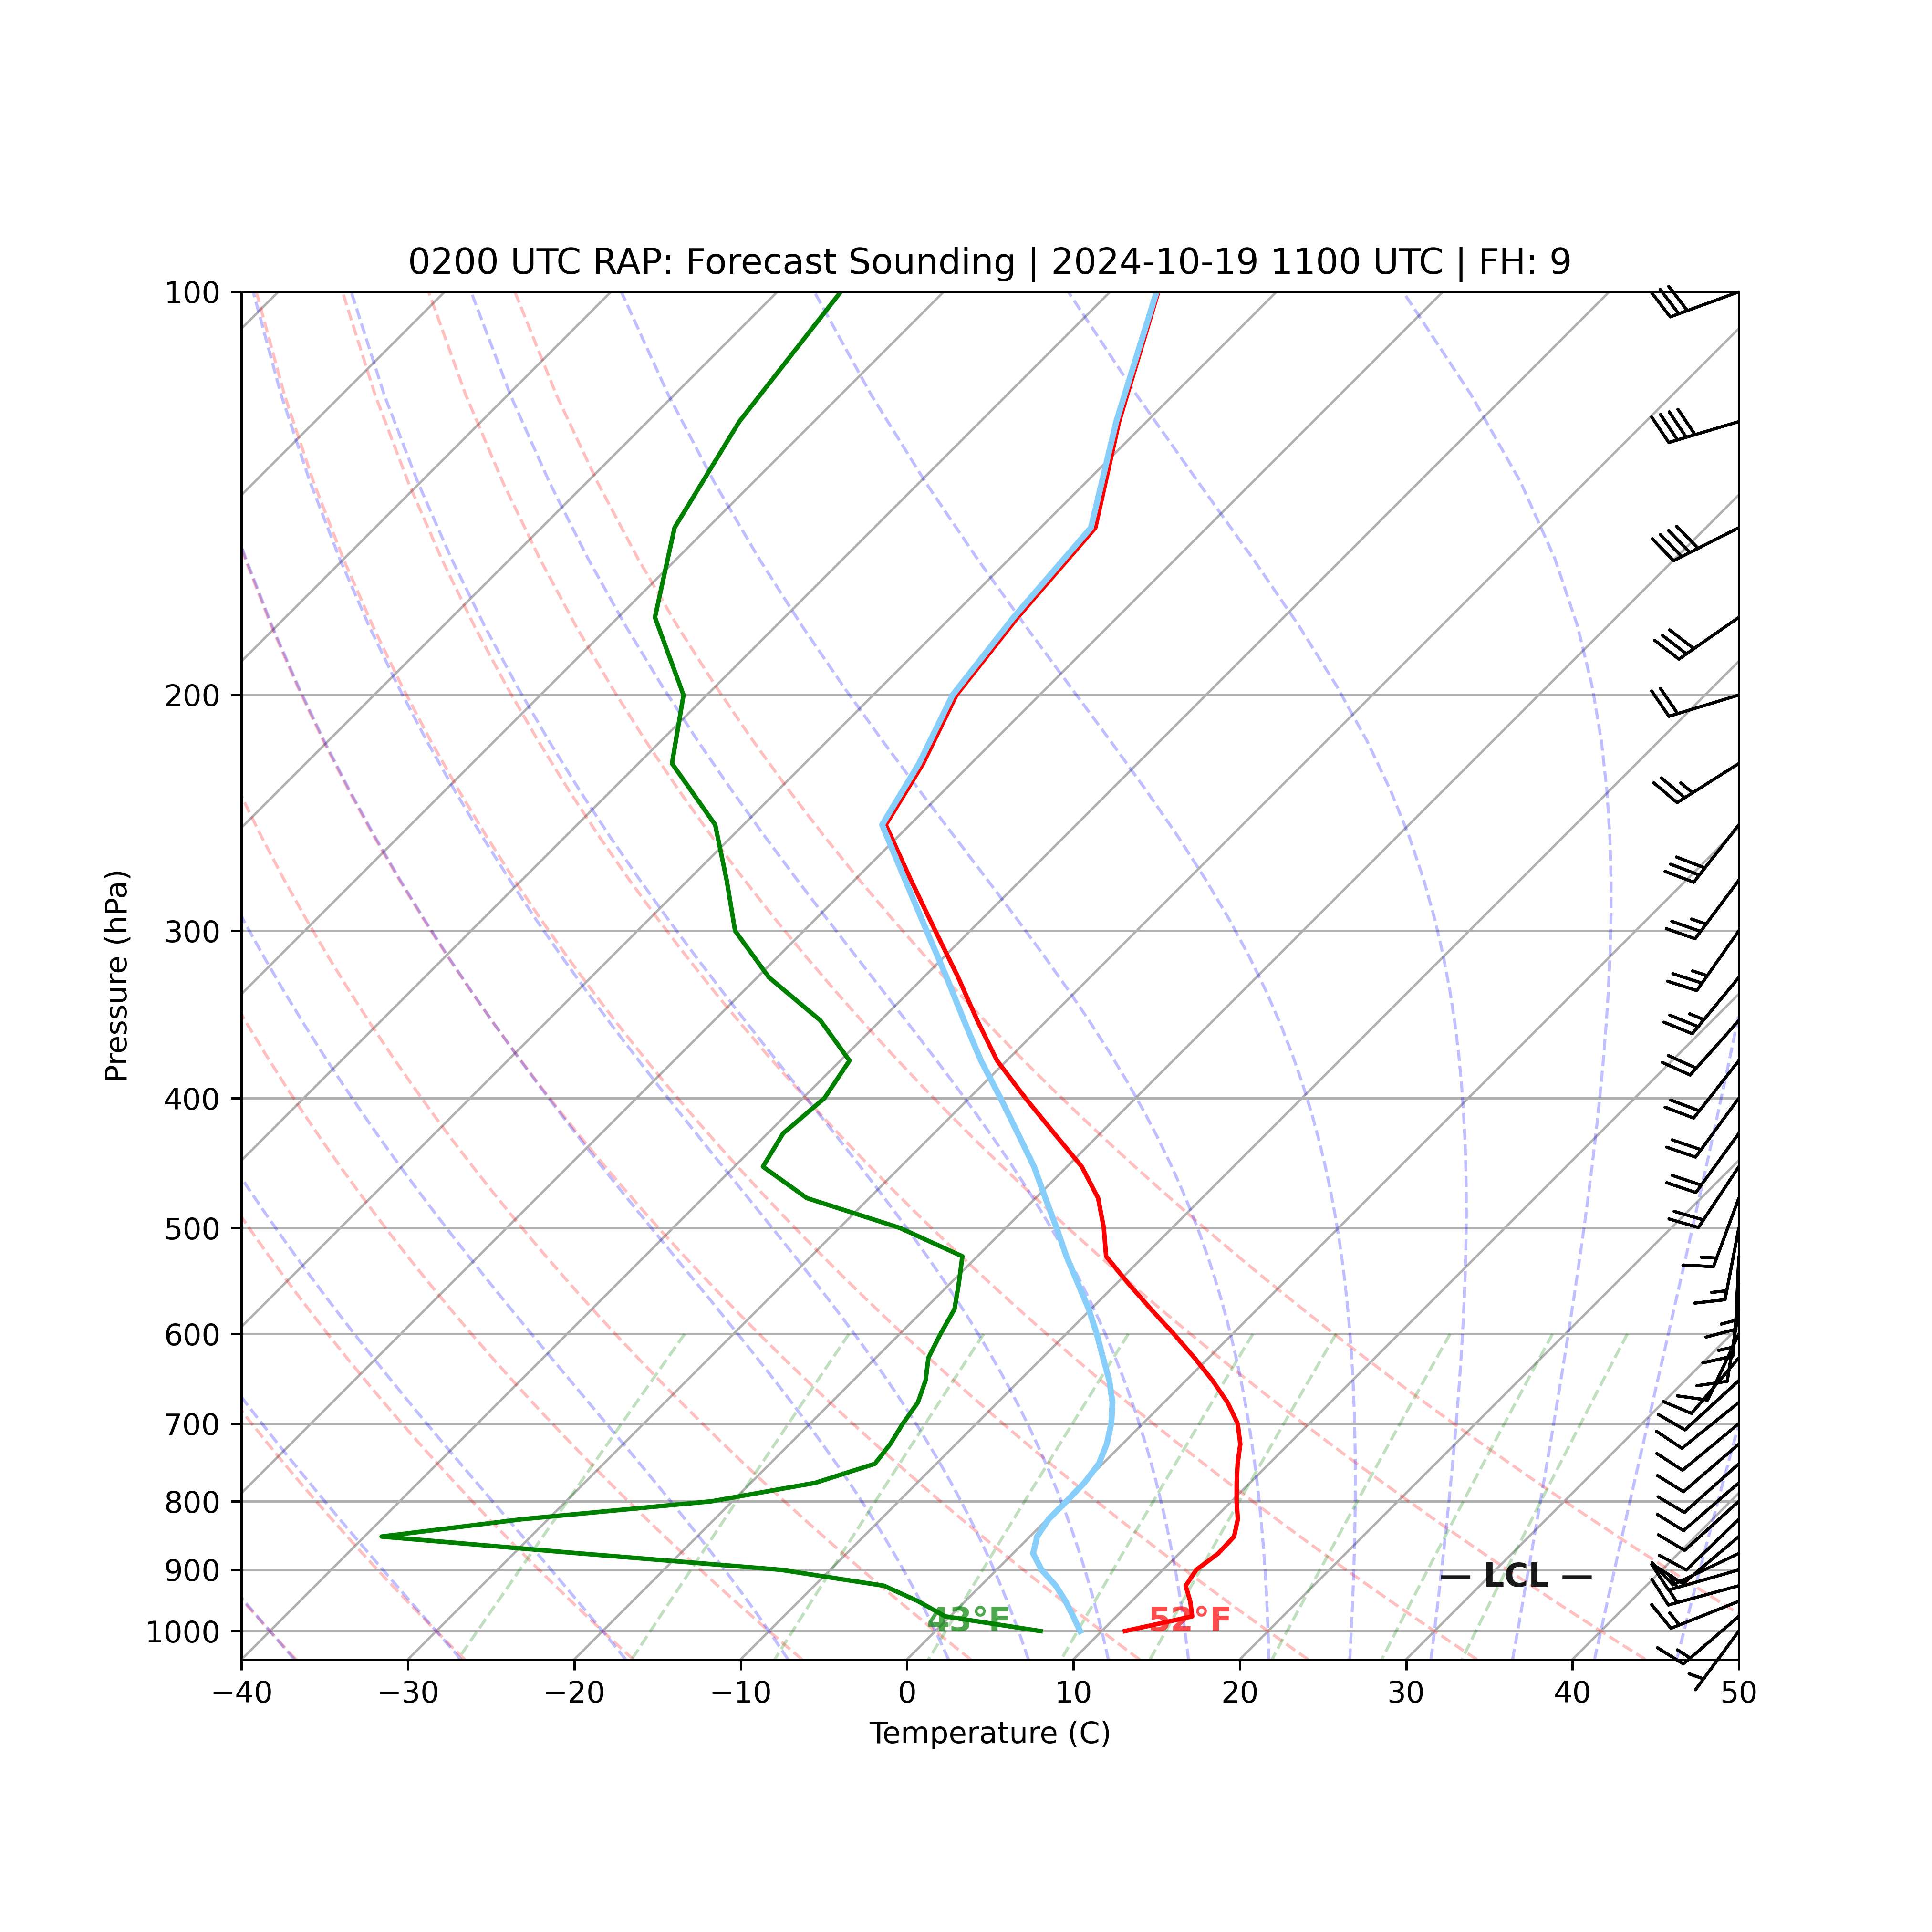 0200 UTC RAP: Forecast Sounding | 2024-10-19 1100 UTC | FH: 9
100
200
300
400
500
600
700
800
900
1000
Pressure (hPa)
— LCL —
43°F
52°F
−40 −30 −20 −10 0 10 20 30 40 50
Temperature (C)